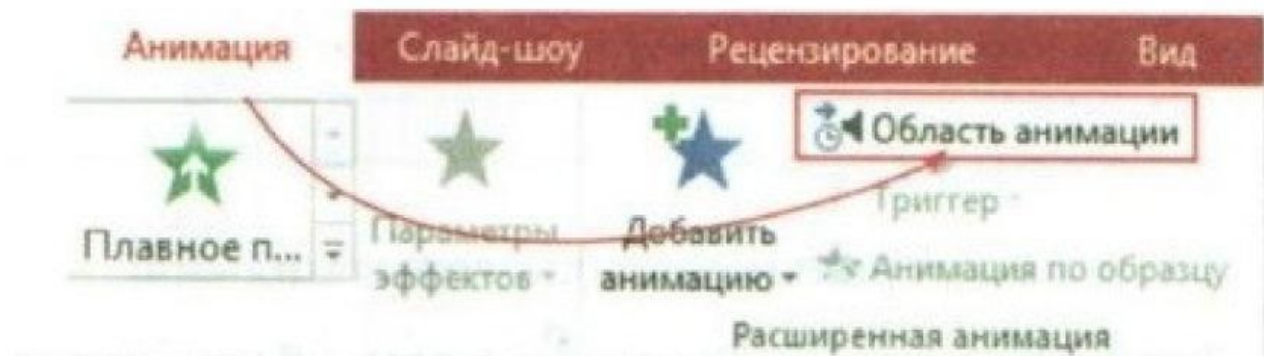 Анимация Слайд-шоу Рецензирование Вид
Область анимации
Триггер
Плавное п... Параметры эффектов Добавить анимацию Анимация по образцу
Расширенная анимация